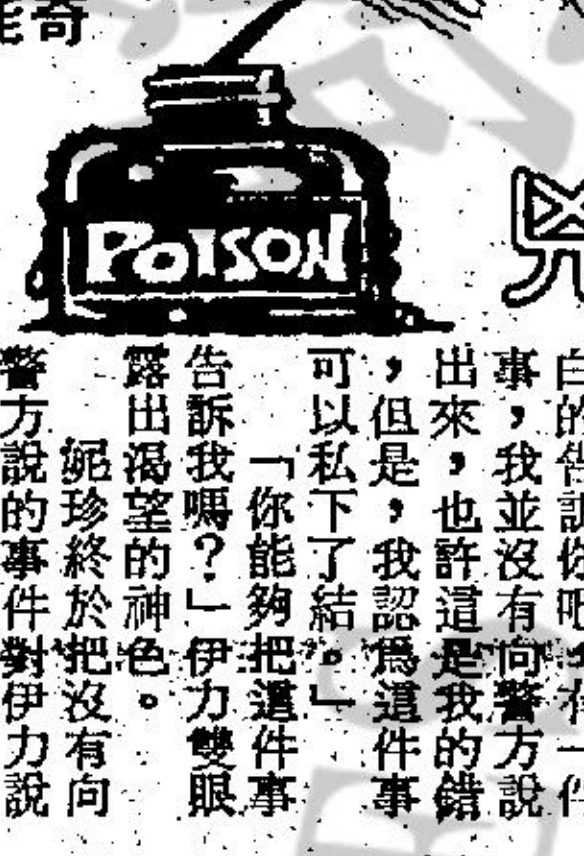 能奇
POISON
白的告訴你吧，有一件
事，我並沒有向警方說
出來，也許這是我的錯
，但是，我認爲這件事
可以私下了結。」
「你能夠把這件事
告訴我嗎？」伊力雙眼
露出渴望的神色。
妮珍終於把沒有向
警方說的事件對伊力說